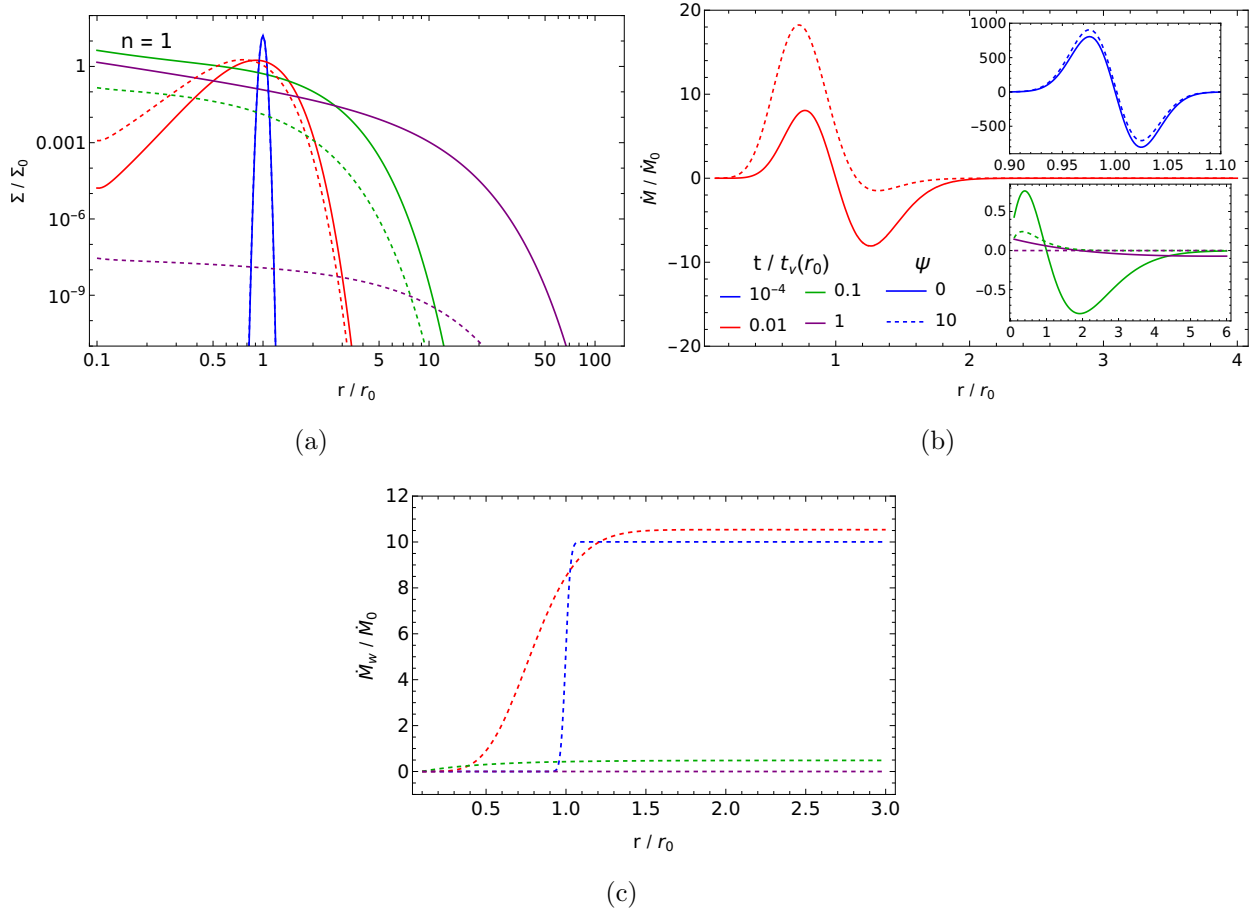 n = 1
Σ / Σ₀
1
0.001
10⁻⁶
10⁻⁹
0.1 0.5 1 5 10 50 100
r / r₀
(a)
Ṁ / Ṁ₀
20
10
0
−10
−20
1 2 3 4
r / r₀
1000
500
0
−500
0.90 0.95 1.00 1.05 1.10
0.5
0.0
−0.5
0 1 2 3 4 5 6
t / tᵥ(r₀) ψ
10⁻⁴ 0.1 0
0.01 1 10
(b)
Ṁ_w / Ṁ₀
12
10
8
6
4
2
0
0.5 1.0 1.5 2.0 2.5 3.0
r / r₀
(c)